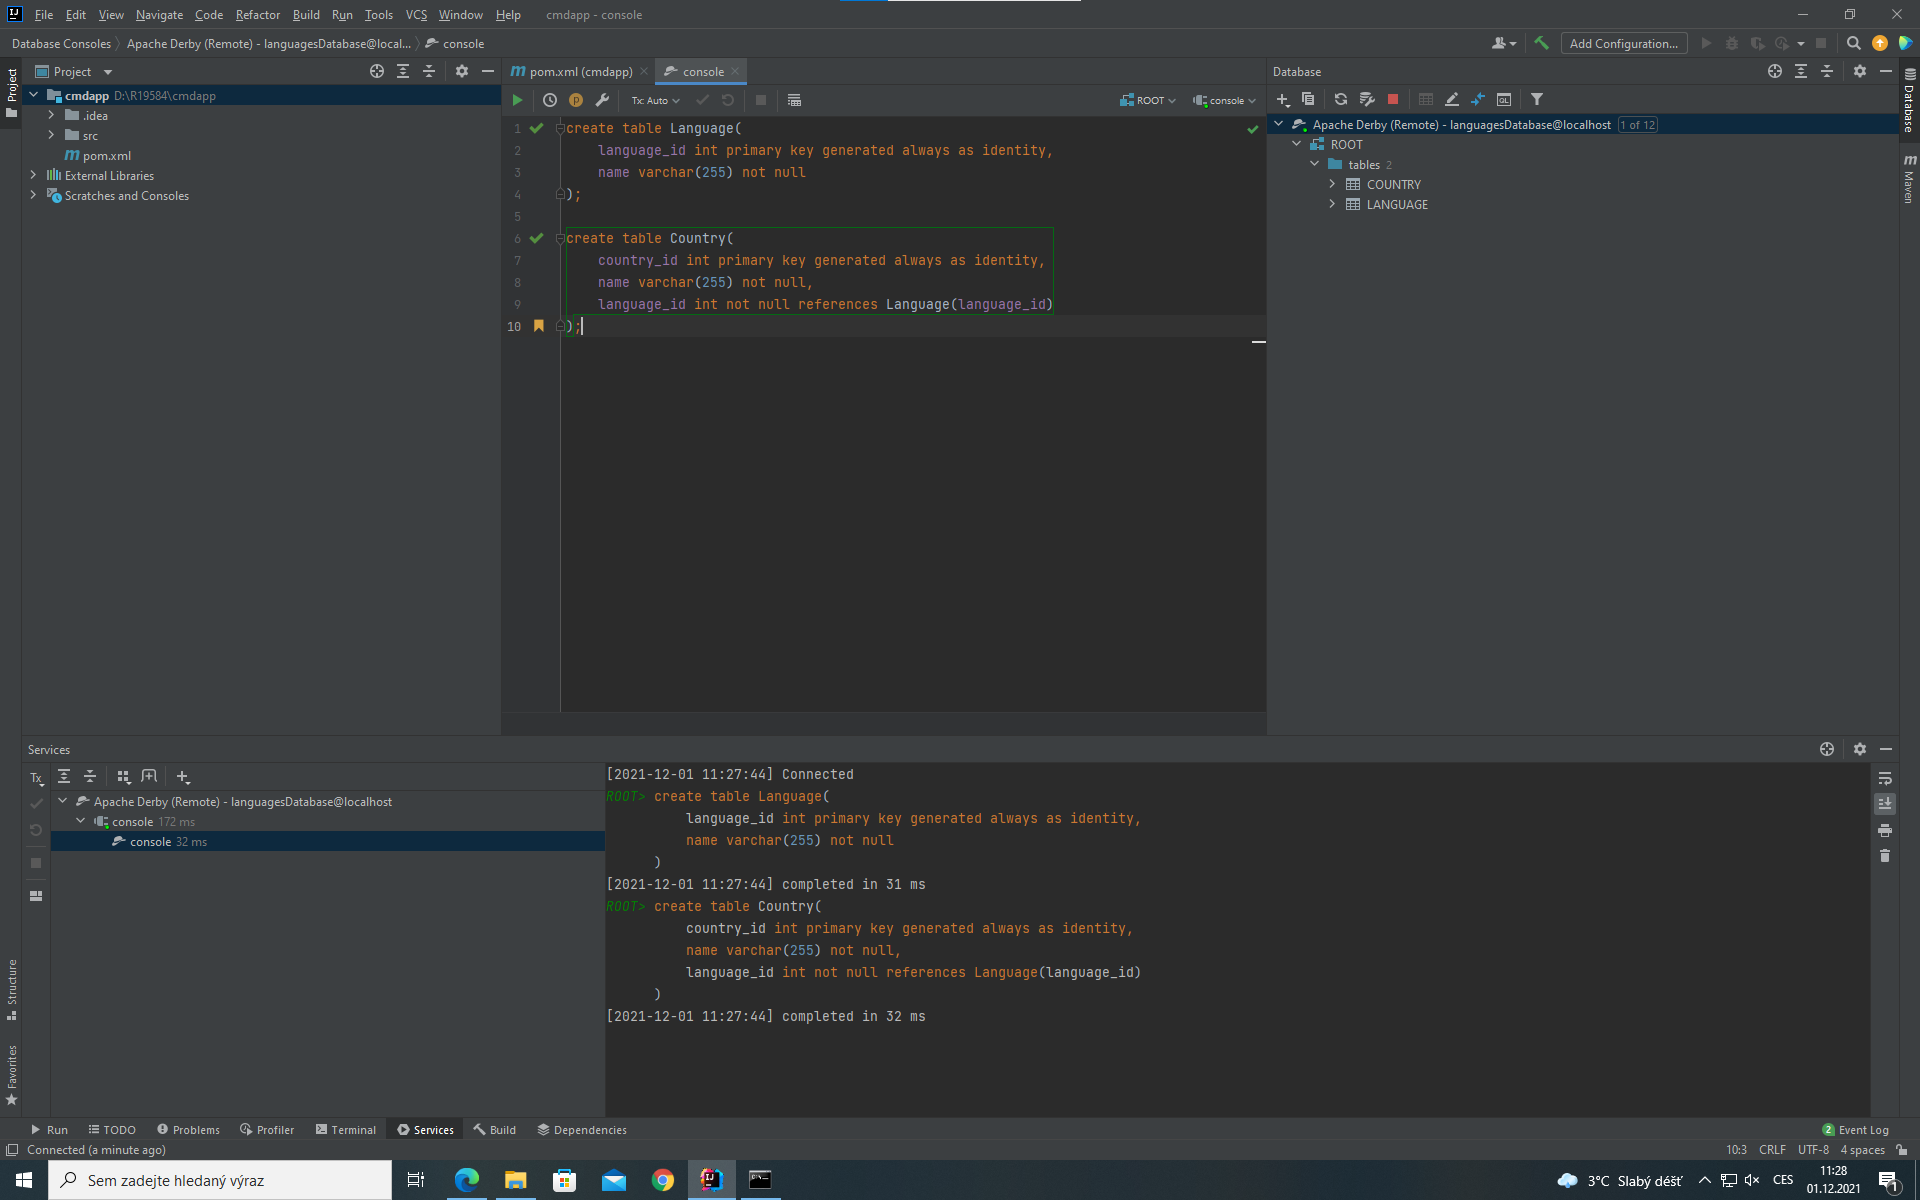 File Edit View Navigate Code Refactor Build Run Tools VCS Window Help cmdapp - console
Database Consoles Apache Derby (Remote) - languagesDatabase@local... console Add Configuration...
Project
Project
cmdapp D:\R19584\cmdapp
.idea
src
pom.xml
External Libraries
Scratches and Consoles
pom.xml (cmdapp) console
Tx: Auto ROOT console
1 create table Language(
2 language_id int primary key generated always as identity,
3 name varchar(255) not null
4 );
5
6 create table Country(
7 country_id int primary key generated always as identity,
8 name varchar(255) not null,
9 language_id int not null references Language(language_id)
10 );
Database
Apache Derby (Remote) - languagesDatabase@localhost 1 of 12
ROOT
tables 2
COUNTRY
LANGUAGE
Database
Maven
Services
Tx
Apache Derby (Remote) - languagesDatabase@localhost
console 172 ms
console 32 ms
[2021-12-01 11:27:44] Connected
ROOT> create table Language(
language_id int primary key generated always as identity,
name varchar(255) not null
)
[2021-12-01 11:27:44] completed in 31 ms
ROOT> create table Country(
country_id int primary key generated always as identity,
name varchar(255) not null,
language_id int not null references Language(language_id)
)
[2021-12-01 11:27:44] completed in 32 ms
Structure
Favorites
Run TODO Problems Profiler Terminal Services Build Dependencies 2 Event Log
Connected (a minute ago) 10:3 CRLF UTF-8 4 spaces
Sem zadejte hledaný výraz 3°C Slabý déšť CES 11:28
01.12.2021 1